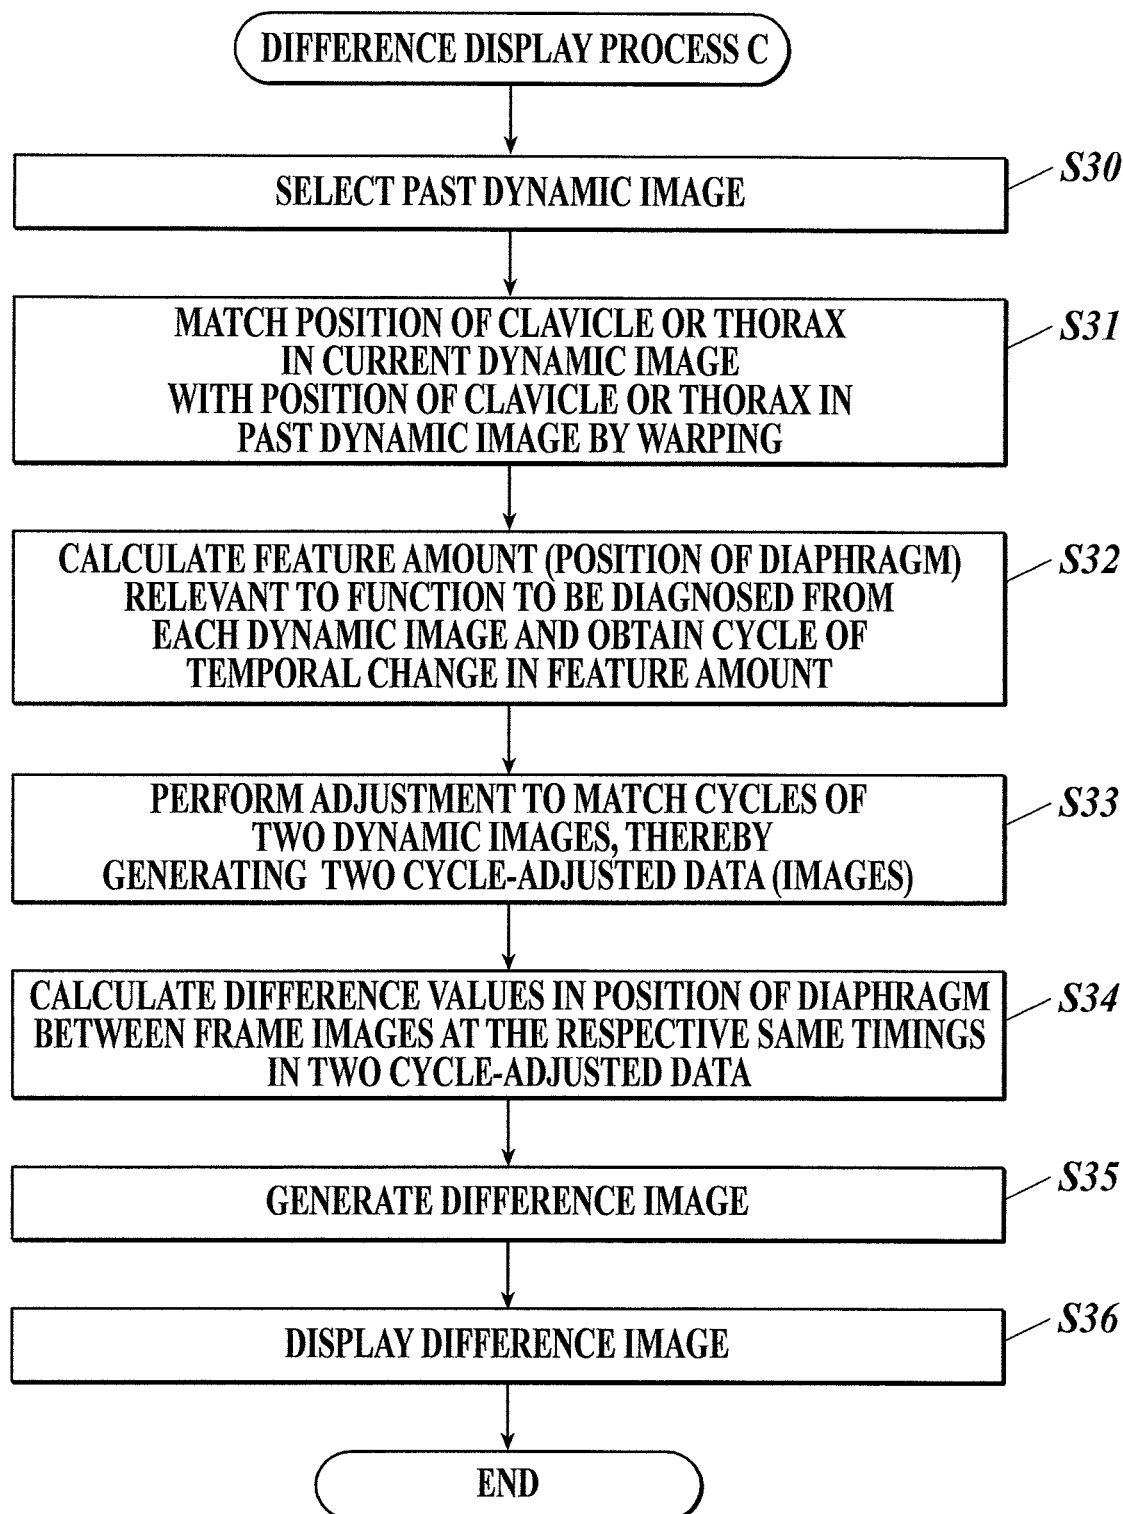 DIFFERENCE DISPLAY PROCESS C
SELECT PAST DYNAMIC IMAGE
S30
MATCH POSITION OF CLAVICLE OR THORAX
IN CURRENT DYNAMIC IMAGE
WITH POSITION OF CLAVICLE OR THORAX IN
PAST DYNAMIC IMAGE BY WARPING
S31
CALCULATE FEATURE AMOUNT (POSITION OF DIAPHRAGM)
RELEVANT TO FUNCTION TO BE DIAGNOSED FROM
EACH DYNAMIC IMAGE AND OBTAIN CYCLE OF
TEMPORAL CHANGE IN FEATURE AMOUNT
S32
PERFORM ADJUSTMENT TO MATCH CYCLES OF
TWO DYNAMIC IMAGES, THEREBY
GENERATING TWO CYCLE-ADJUSTED DATA (IMAGES)
S33
CALCULATE DIFFERENCE VALUES IN POSITION OF DIAPHRAGM
BETWEEN FRAME IMAGES AT THE RESPECTIVE SAME TIMINGS
IN TWO CYCLE-ADJUSTED DATA
S34
GENERATE DIFFERENCE IMAGE
S35
DISPLAY DIFFERENCE IMAGE
S36
END